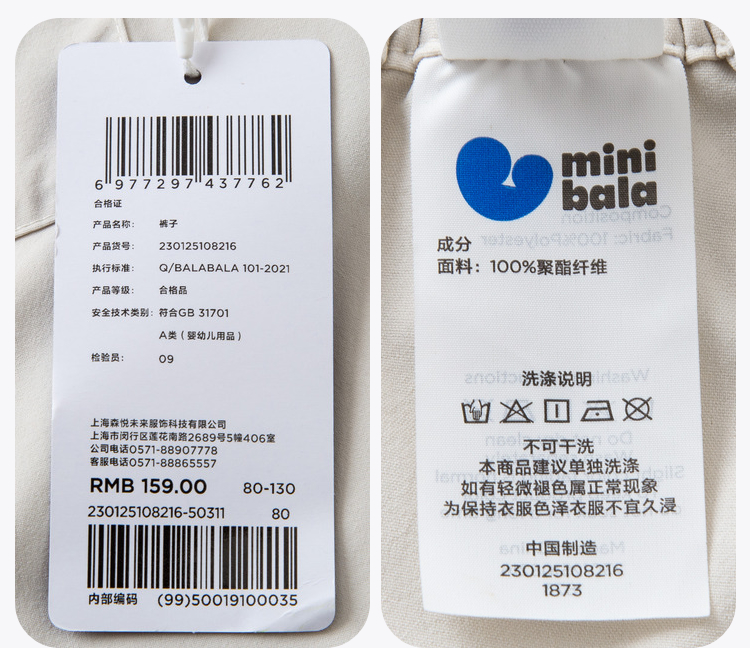 6 977297 437762
合格证
产品名称： 裤子
产品货号： 230125108216
执行标准： Q/BALABALA 101-2021
产品等级： 合格品
安全技术类别：符合GB 31701
A类（婴幼儿用品）
检验员： 09
上海森悦未来服饰科技有限公司
上海市闵行区莲花南路2689号5幢406室
公司电话0571-88907778
客服电话0571-88865557
RMB 159.00 80-130
230125108216-50311 80
内部编码 (99)50019100035
mini
bala
成分
面料：100%聚酯纤维
洗涤说明
不可干洗
本商品建议单独洗涤
如有轻微褪色属正常现象
为保持衣服色泽衣服不宜久浸
中国制造
230125108216
1873